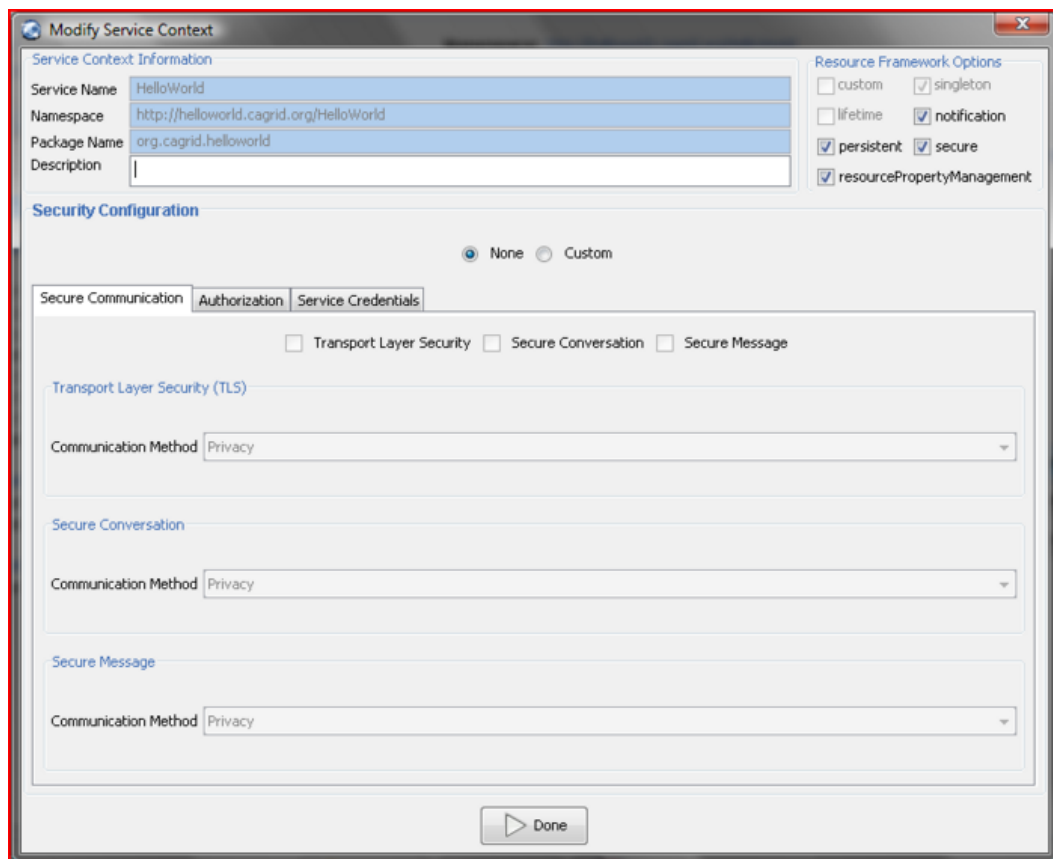 Modify Service Context
Service Context Information
Service Name HelloWorld
Namespace http://helloworld.cagrid.org/HelloWorld
Package Name org.cagrid.helloworld
Description
Resource Framework Options
custom singleton
lifetime notification
persistent secure
resourcePropertyManagement
Security Configuration
None Custom
Secure Communication Authorization Service Credentials
Transport Layer Security Secure Conversation Secure Message
Transport Layer Security (TLS)
Communication Method Privacy
Secure Conversation
Communication Method Privacy
Secure Message
Communication Method Privacy
Done